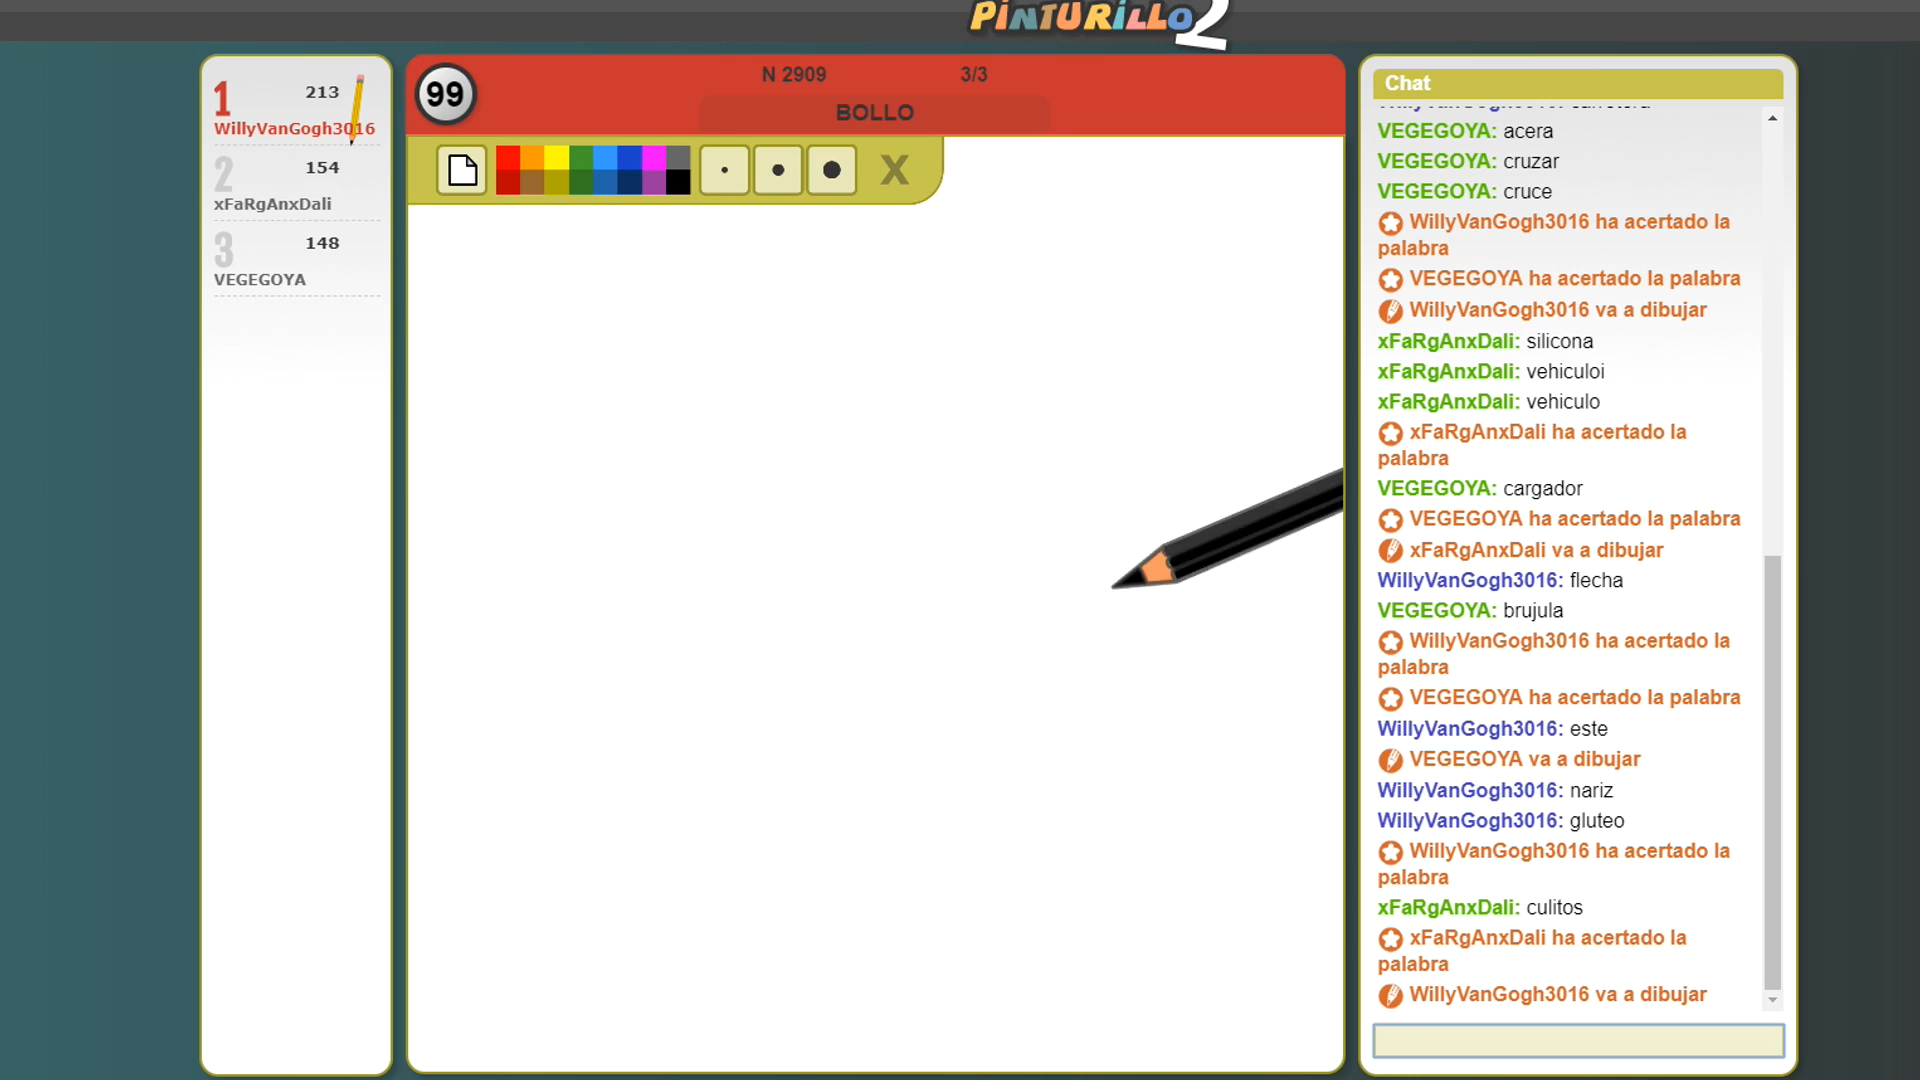 PINTURILLO 2
1 213
WillyVanGogh3016
2 154
xFaRgAnxDali
3 148
VEGEGOYA
99
N 2909 3/3
BOLLO
X
Chat
VEGEGOYA: acera
VEGEGOYA: cruzar
VEGEGOYA: cruce
WillyVanGogh3016 ha acertado la
palabra
VEGEGOYA ha acertado la palabra
WillyVanGogh3016 va a dibujar
xFaRgAnxDali: silicona
xFaRgAnxDali: vehiculoi
xFaRgAnxDali: vehiculo
xFaRgAnxDali ha acertado la
palabra
VEGEGOYA: cargador
VEGEGOYA ha acertado la palabra
xFaRgAnxDali va a dibujar
WillyVanGogh3016: flecha
VEGEGOYA: brujula
WillyVanGogh3016 ha acertado la
palabra
VEGEGOYA ha acertado la palabra
WillyVanGogh3016: este
VEGEGOYA va a dibujar
WillyVanGogh3016: nariz
WillyVanGogh3016: gluteo
WillyVanGogh3016 ha acertado la
palabra
xFaRgAnxDali: culitos
xFaRgAnxDali ha acertado la
palabra
WillyVanGogh3016 va a dibujar